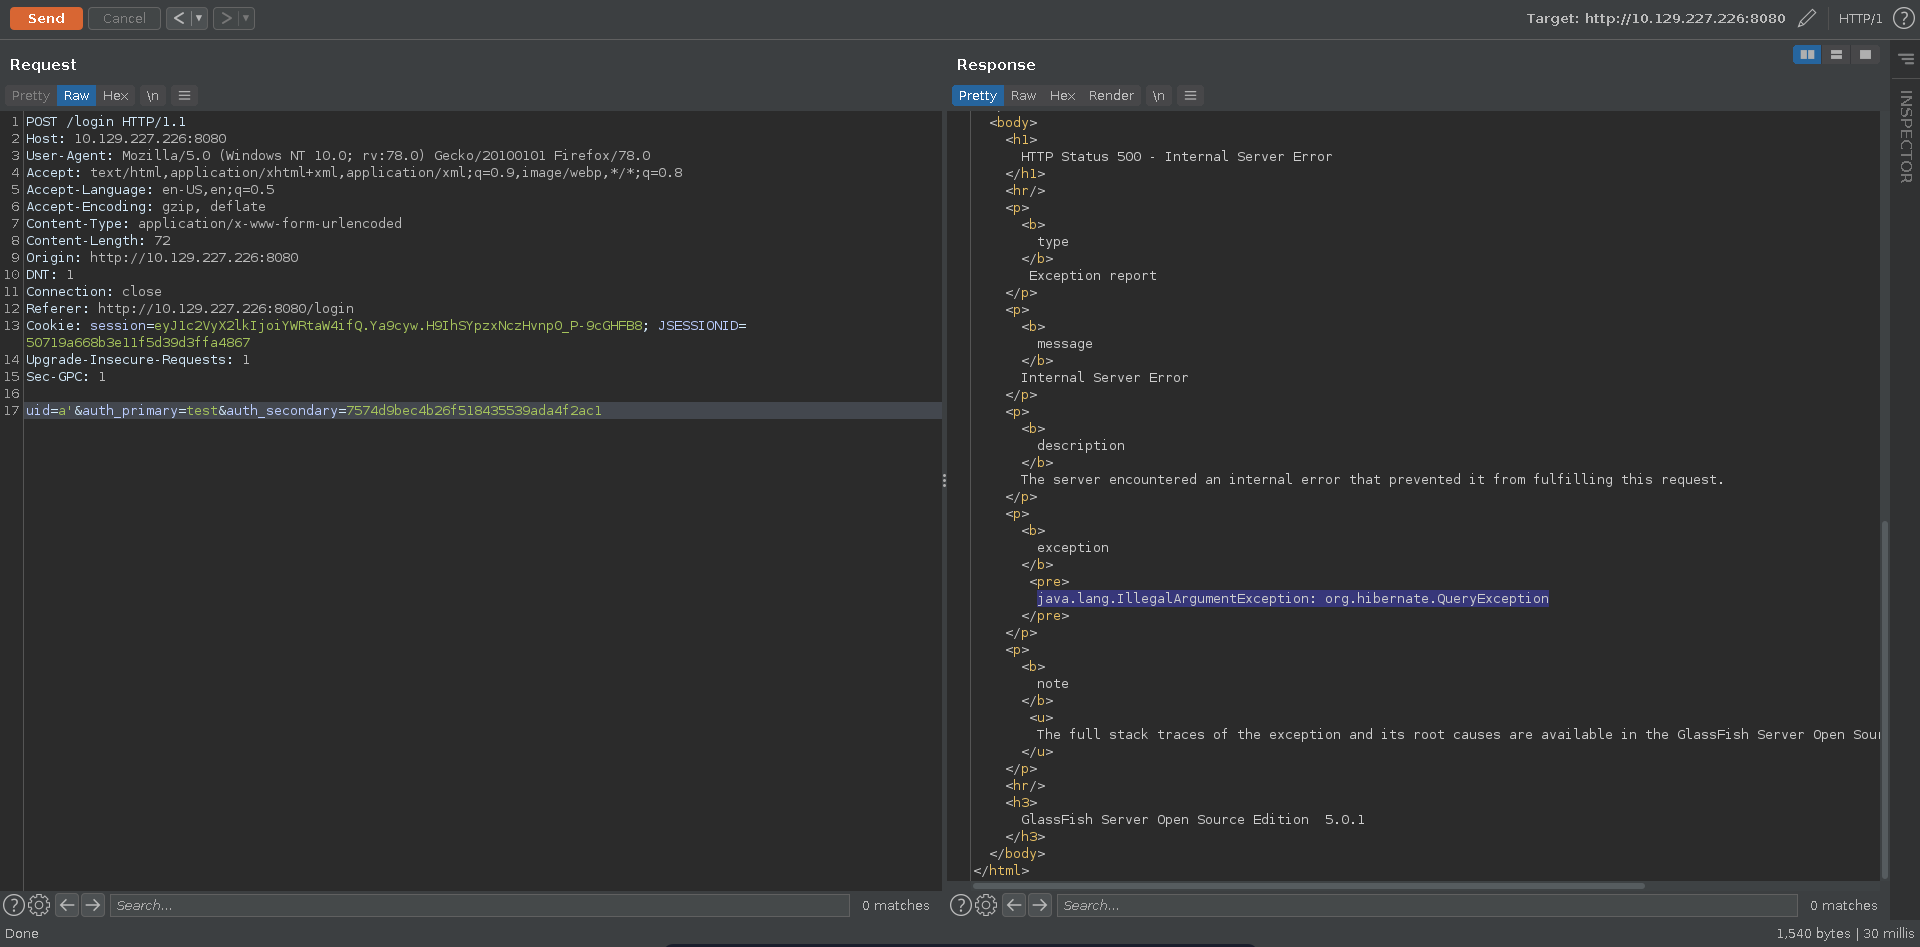 Send Cancel < ▼ > ▼ Target: http://10.129.227.226:8080 HTTP/1 ?
Request
Pretty Raw Hex \n ≡
1 POST /login HTTP/1.1
2 Host: 10.129.227.226:8080
3 User-Agent: Mozilla/5.0 (Windows NT 10.0; rv:78.0) Gecko/20100101 Firefox/78.0
4 Accept: text/html,application/xhtml+xml,application/xml;q=0.9,image/webp,*/*;q=0.8
5 Accept-Language: en-US,en;q=0.5
6 Accept-Encoding: gzip, deflate
7 Content-Type: application/x-www-form-urlencoded
8 Content-Length: 72
9 Origin: http://10.129.227.226:8080
10 DNT: 1
11 Connection: close
12 Referer: http://10.129.227.226:8080/login
13 Cookie: session=eyJ1c2VyX2lkIjoiYWRtaW4ifQ.Ya9cyw.H9IhSYpzxNczHvnpO_P-9cGHFB8; JSESSIONID=
50719a668b3e11f5d39d3ffa4867
14 Upgrade-Insecure-Requests: 1
15 Sec-GPC: 1
16
17 uid=a'&auth_primary=test&auth_secondary=7574d9bec4b26f518435539ada4f2ac1
? Search... 0 matches
Response
Pretty Raw Hex Render \n ≡
<body>
<h1>
HTTP Status 500 - Internal Server Error
</h1>
<hr/>
<p>
<b>
type
</b>
Exception report
</p>
<p>
<b>
message
</b>
Internal Server Error
</p>
<p>
<b>
description
</b>
The server encountered an internal error that prevented it from fulfilling this request.
</p>
<p>
<b>
exception
</b>
<pre>
java.lang.IllegalArgumentException: org.hibernate.QueryException
</pre>
</p>
<p>
<b>
note
</b>
<u>
The full stack traces of the exception and its root causes are available in the GlassFish Server Open Sour
</u>
</p>
<hr/>
<h3>
GlassFish Server Open Source Edition  5.0.1
</h3>
</body>
</html>
? Search... 0 matches
INSPECTOR
Done 1,540 bytes | 30 millis